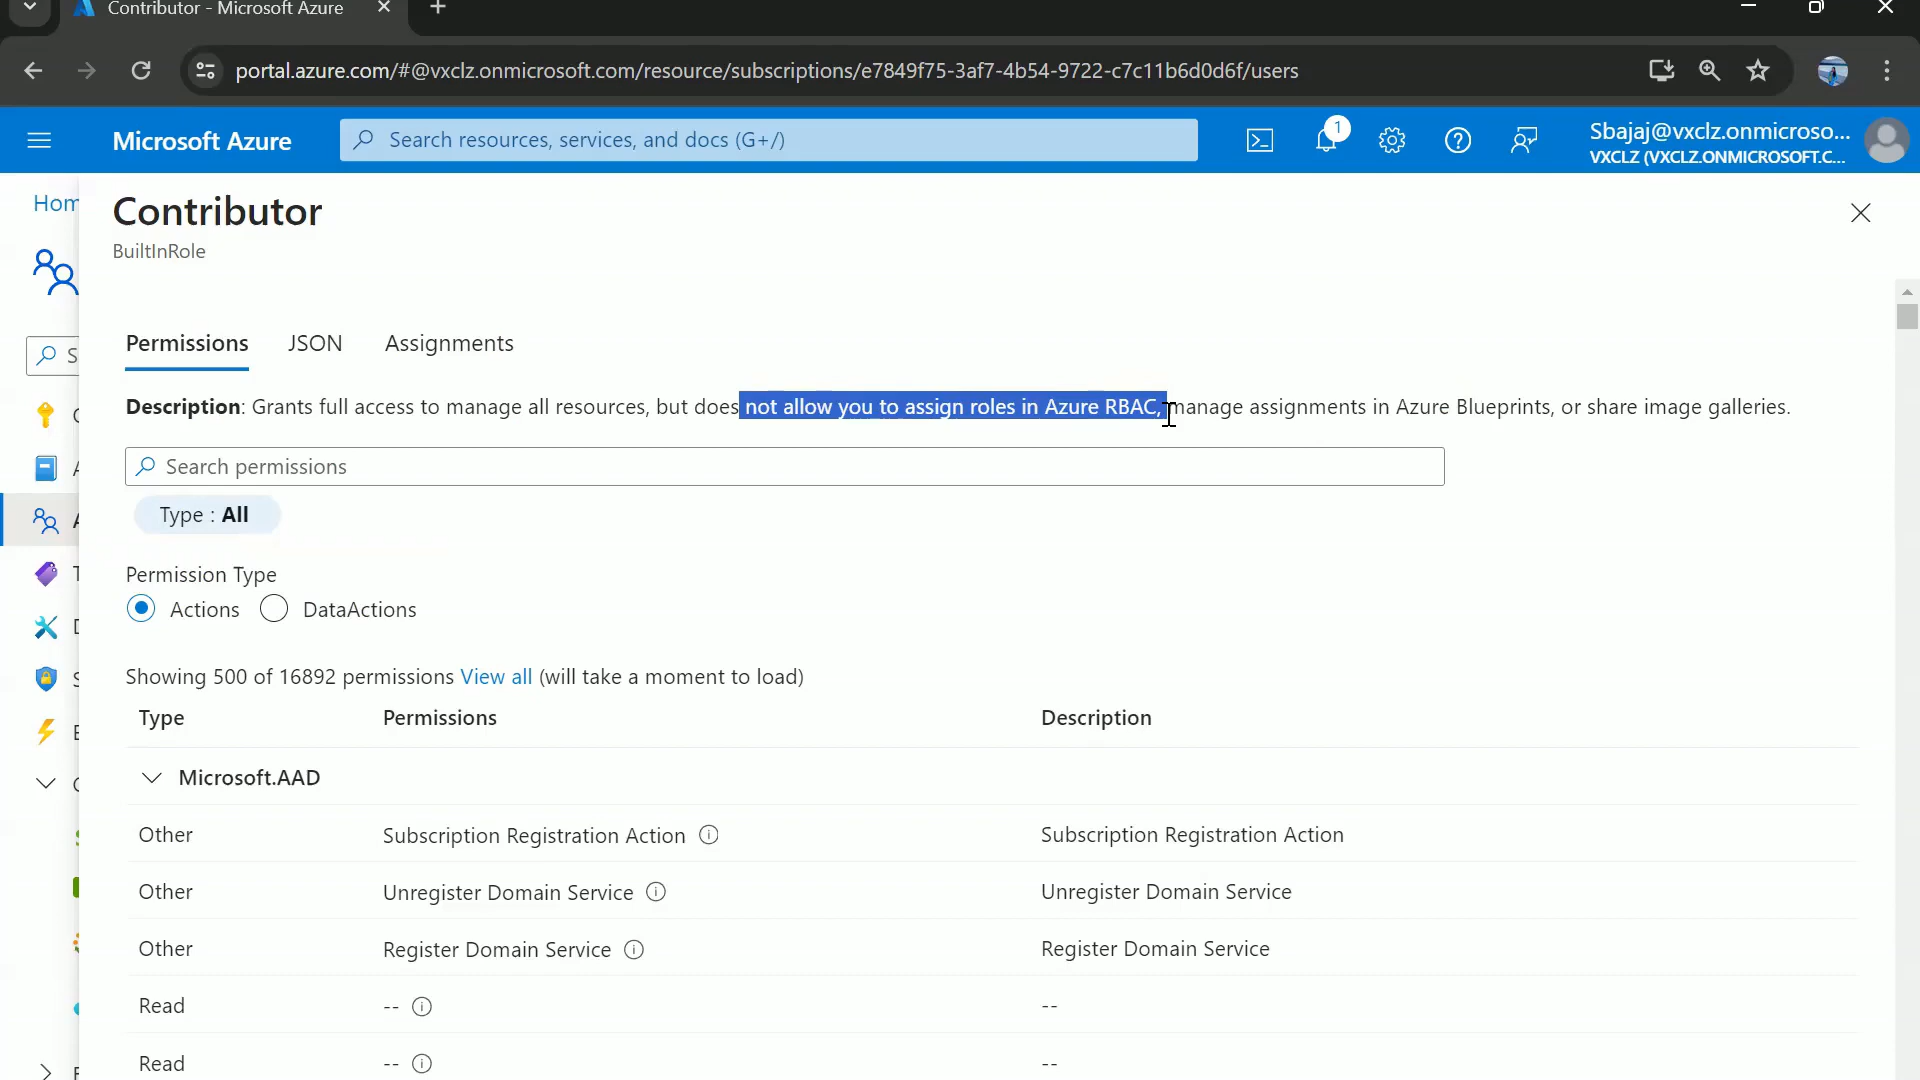 Contributor - Microsoft Azure
portal.azure.com/#@vxclz.onmicrosoft.com/resource/subscriptions/e7849f75-3af7-4b54-9722-c7c11b6d0d6f/users
Microsoft Azure
Search resources, services, and docs (G+/)
1
Sbajaj@vxclz.onmicroso...
VXCLZ (VXCLZ.ONMICROSOFT.C...
Hom
Contributor
BuiltInRole
Permissions JSON Assignments
Description: Grants full access to manage all resources, but does not allow you to assign roles in Azure RBAC, manage assignments in Azure Blueprints, or share image galleries.
Search permissions
Type : All
Permission Type
Actions DataActions
Showing 500 of 16892 permissions View all (will take a moment to load)
Type Permissions Description
Microsoft.AAD
Other Subscription Registration Action Subscription Registration Action
Other Unregister Domain Service Unregister Domain Service
Other Register Domain Service Register Domain Service
Read -- --
Read -- --